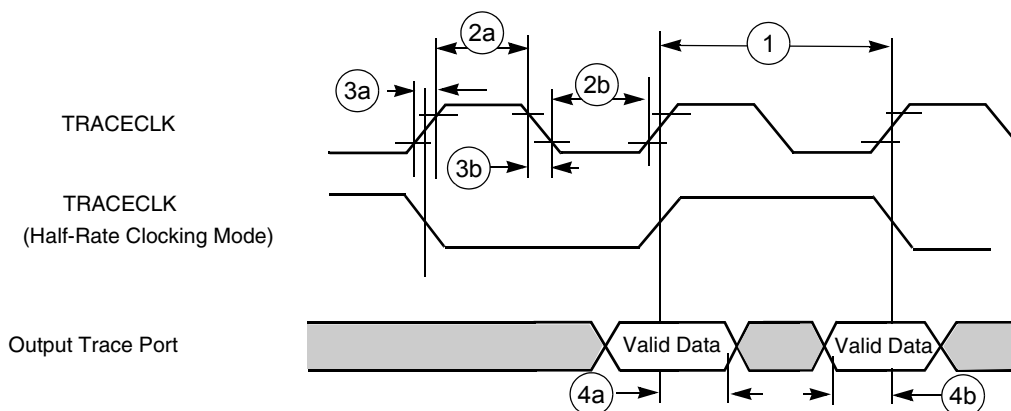 2a
1
3a
2b
TRACECLK
3b
TRACECLK
(Half-Rate Clocking Mode)
Output Trace Port
Valid Data
Valid Data
4a
4b